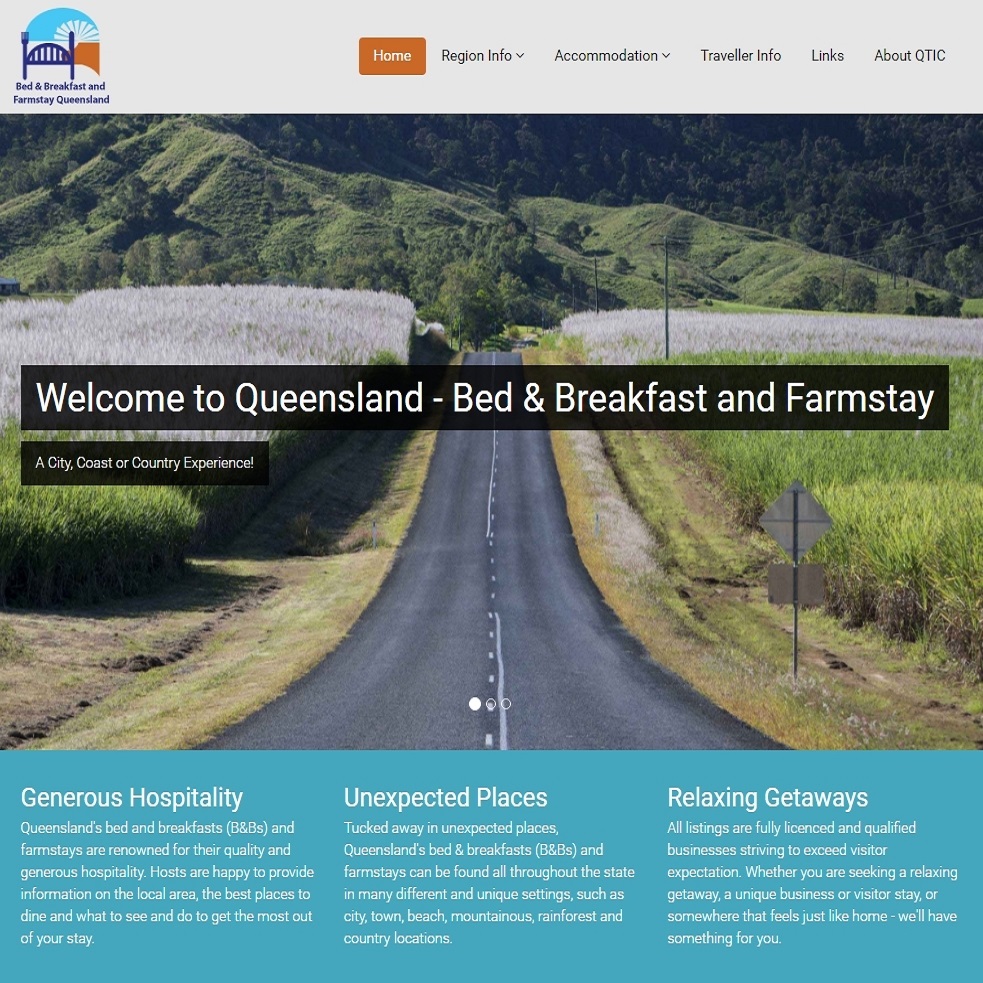 Bed & Breakfast and
Farmstay Queensland
Home Region Info Accommodation Traveller Info Links About QTIC
Welcome to Queensland - Bed & Breakfast and Farmstay
A City, Coast or Country Experience!
Generous Hospitality
Queensland's bed and breakfasts (B&Bs) and
farmstays are renowned for their quality and
generous hospitality. Hosts are happy to provide
information on the local area, the best places to
dine and what to see and do to get the most out
of your stay.
Unexpected Places
Tucked away in unexpected places,
Queensland's bed & breakfasts (B&Bs) and
farmstays can be found all throughout the state
in many different and unique settings, such as
city, town, beach, mountainous, rainforest and
country locations.
Relaxing Getaways
All listings are fully licenced and qualified
businesses striving to exceed visitor
expectation. Whether you are seeking a relaxing
getaway, a unique business or visitor stay, or
somewhere that feels just like home - we'll have
something for you.